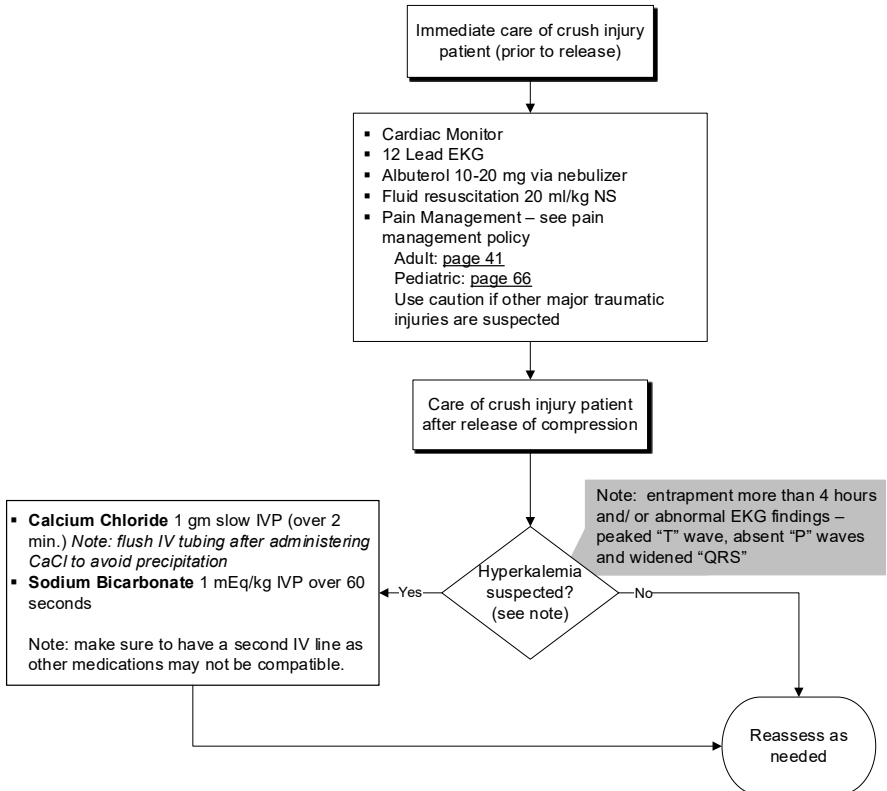 Immediate care of crush injury
patient (prior to release)
▪ Cardiac Monitor
▪ 12 Lead EKG
▪ Albuterol 10-20 mg via nebulizer
▪ Fluid resuscitation 20 ml/kg NS
▪ Pain Management – see pain
management policy
Adult: page 41
Pediatric: page 66
Use caution if other major traumatic
injuries are suspected
Care of crush injury patient
after release of compression
Note:  entrapment more than 4 hours
and/ or abnormal EKG findings –
peaked “T” wave, absent “P” waves
and widened “QRS”
Hyperkalemia
suspected?
(see note)
Yes
No
▪ Calcium Chloride 1 gm slow IVP (over 2
min.) Note: flush IV tubing after administering
CaCl to avoid precipitation
▪ Sodium Bicarbonate 1 mEq/kg IVP over 60
seconds
Note: make sure to have a second IV line as
other medications may not be compatible.
Reassess as
needed